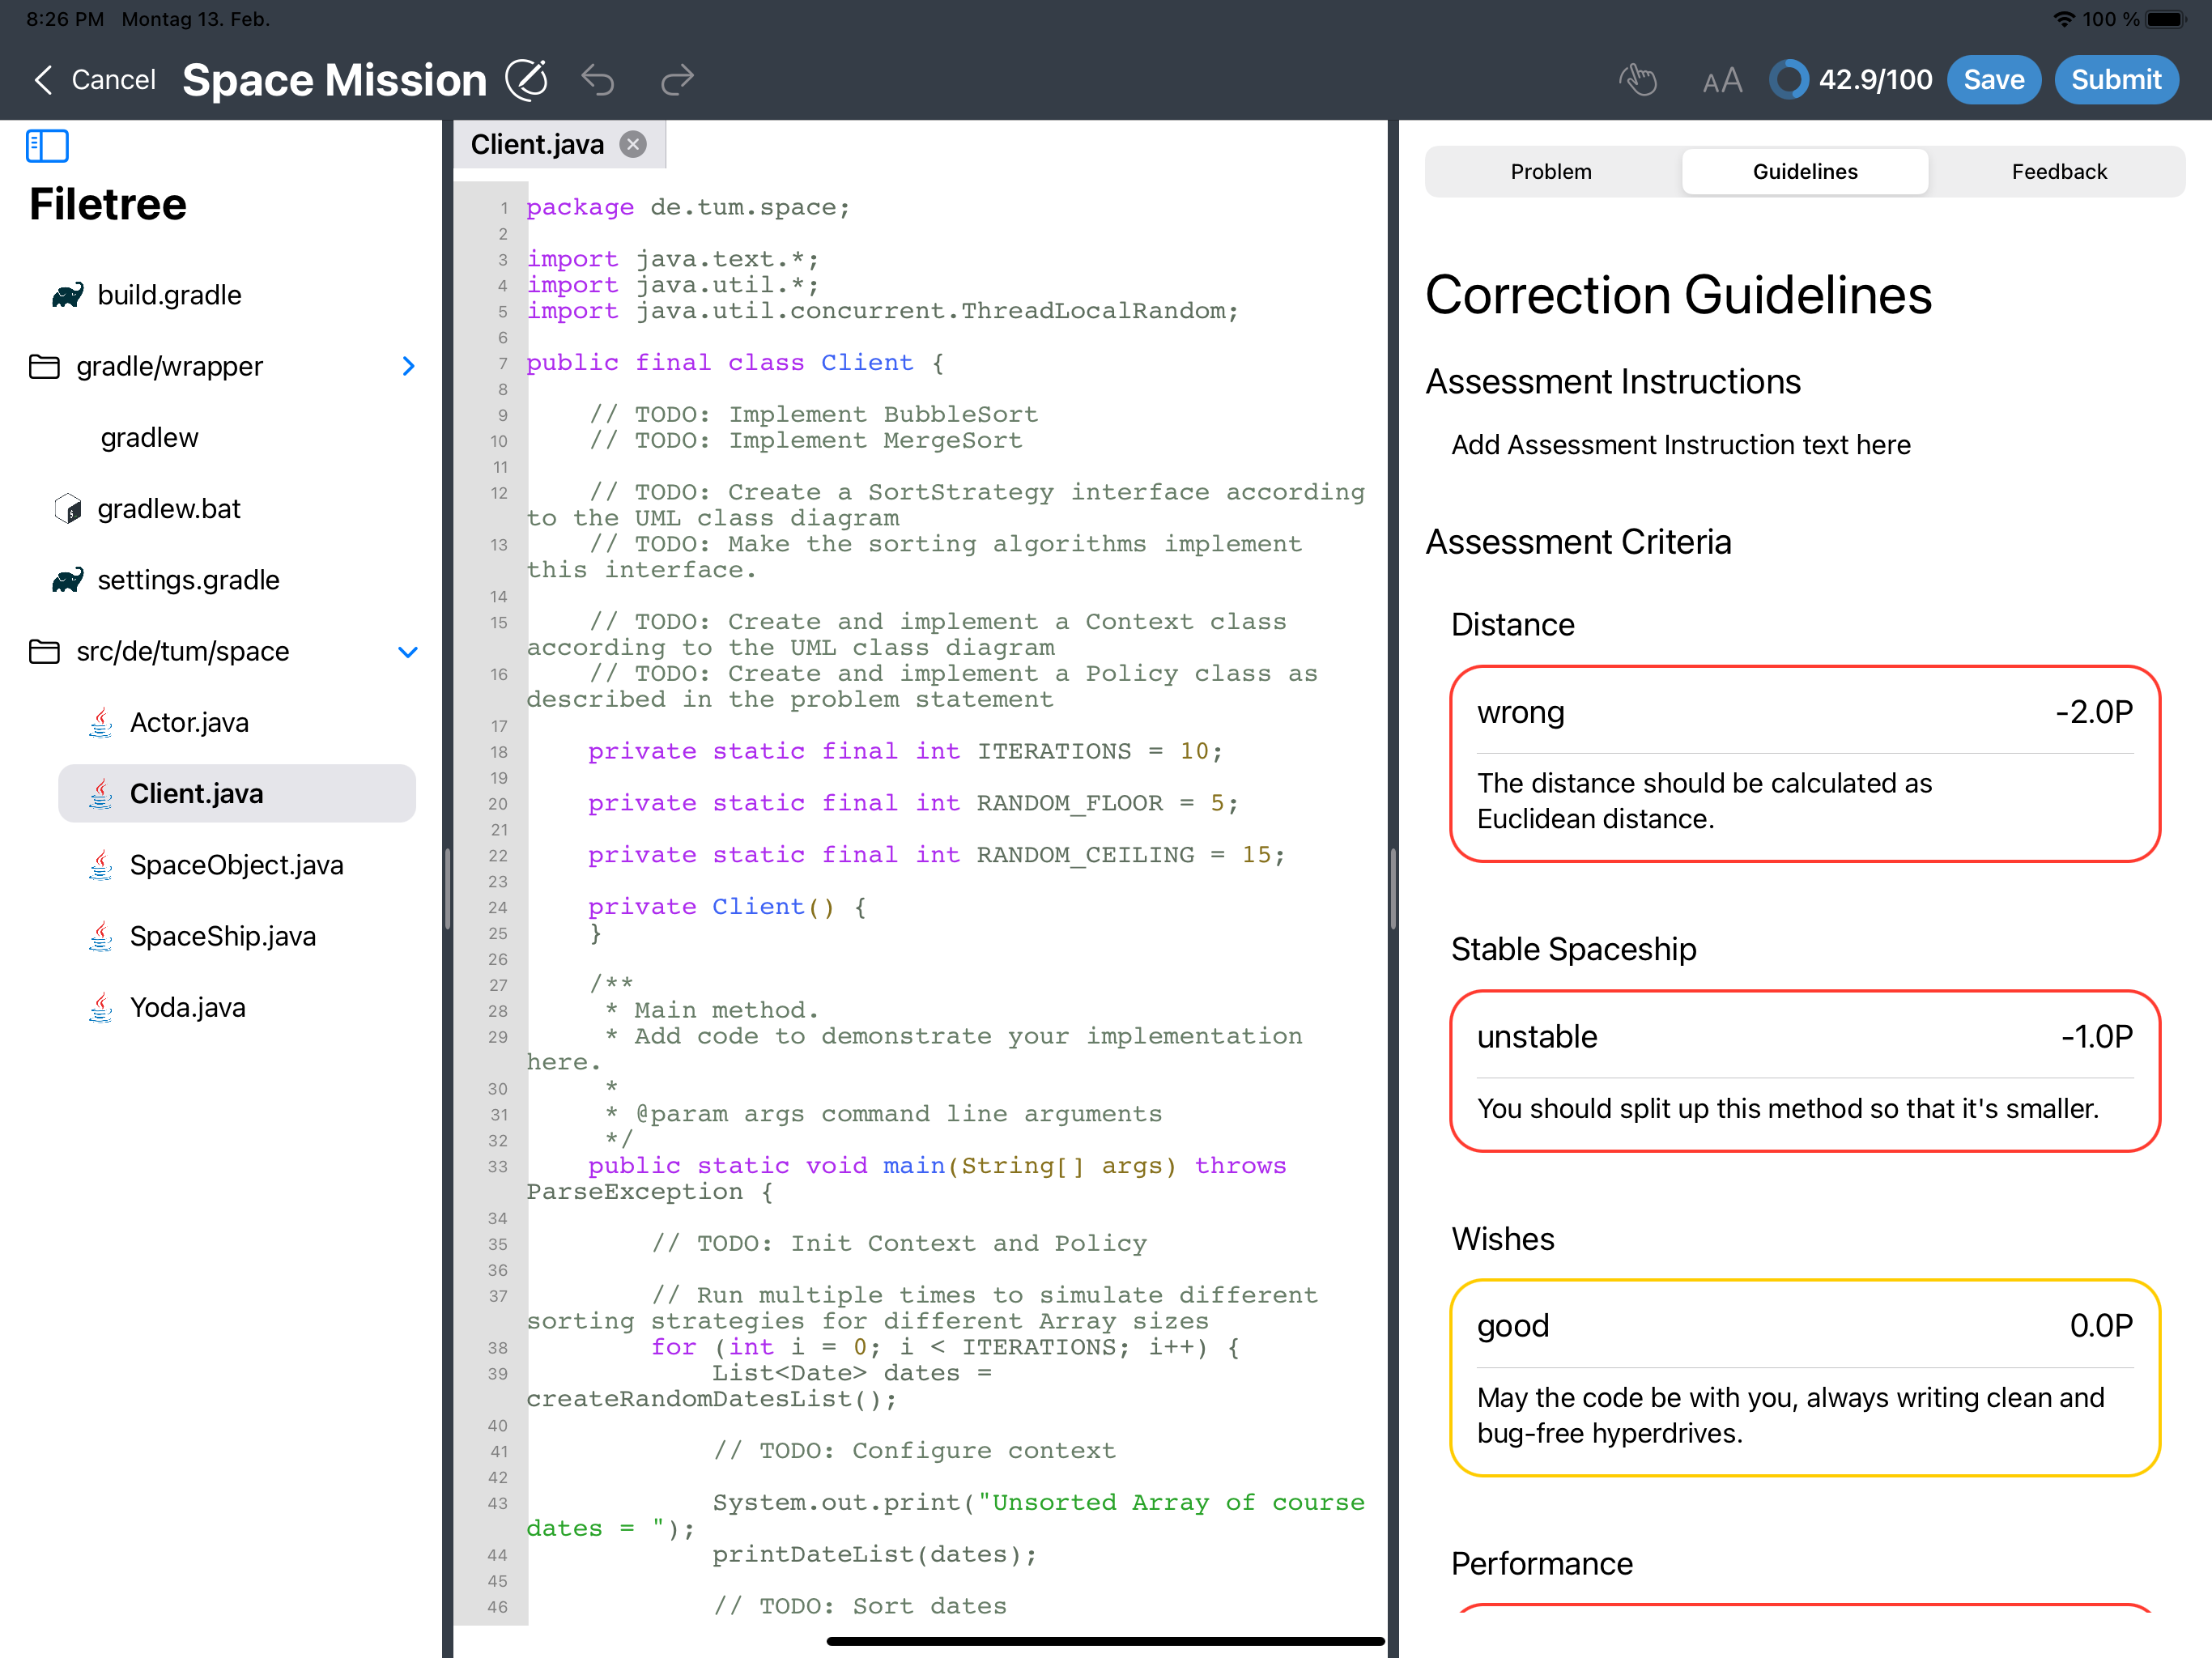 8:26 PM Montag 13. Feb.
100 %
Cancel Space Mission
AA 42.9/100 Save Submit
Filetree
build.gradle
gradle/wrapper
gradlew
gradlew.bat
settings.gradle
src/de/tum/space
Actor.java
Client.java
SpaceObject.java
SpaceShip.java
Yoda.java
Client.java
1 package de.tum.space;
2
3 import java.text.*;
4 import java.util.*;
5 import java.util.concurrent.ThreadLocalRandom;
6
7 public final class Client {
8
9 // TODO: Implement BubbleSort
10 // TODO: Implement MergeSort
11
12 // TODO: Create a SortStrategy interface according
to the UML class diagram
13 // TODO: Make the sorting algorithms implement
this interface.
14
15 // TODO: Create and implement a Context class
according to the UML class diagram
16 // TODO: Create and implement a Policy class as
described in the problem statement
17
18 private static final int ITERATIONS = 10;
19
20 private static final int RANDOM_FLOOR = 5;
21
22 private static final int RANDOM_CEILING = 15;
23
24 private Client() {
25 }
26
27 /**
28 * Main method.
29 * Add code to demonstrate your implementation
here.
30 *
31 * @param args command line arguments
32 */
33 public static void main(String[] args) throws
ParseException {
34
35 // TODO: Init Context and Policy
36
37 // Run multiple times to simulate different
sorting strategies for different Array sizes
38 for (int i = 0; i < ITERATIONS; i++) {
39 List<Date> dates =
createRandomDatesList();
40
41 // TODO: Configure context
42
43 System.out.print("Unsorted Array of course
dates = ");
44 printDateList(dates);
45
46 // TODO: Sort dates
Problem Guidelines Feedback
Correction Guidelines
Assessment Instructions
Add Assessment Instruction text here
Assessment Criteria
Distance
wrong -2.0P
The distance should be calculated as
Euclidean distance.
Stable Spaceship
unstable -1.0P
You should split up this method so that it's smaller.
Wishes
good 0.0P
May the code be with you, always writing clean and
bug-free hyperdrives.
Performance